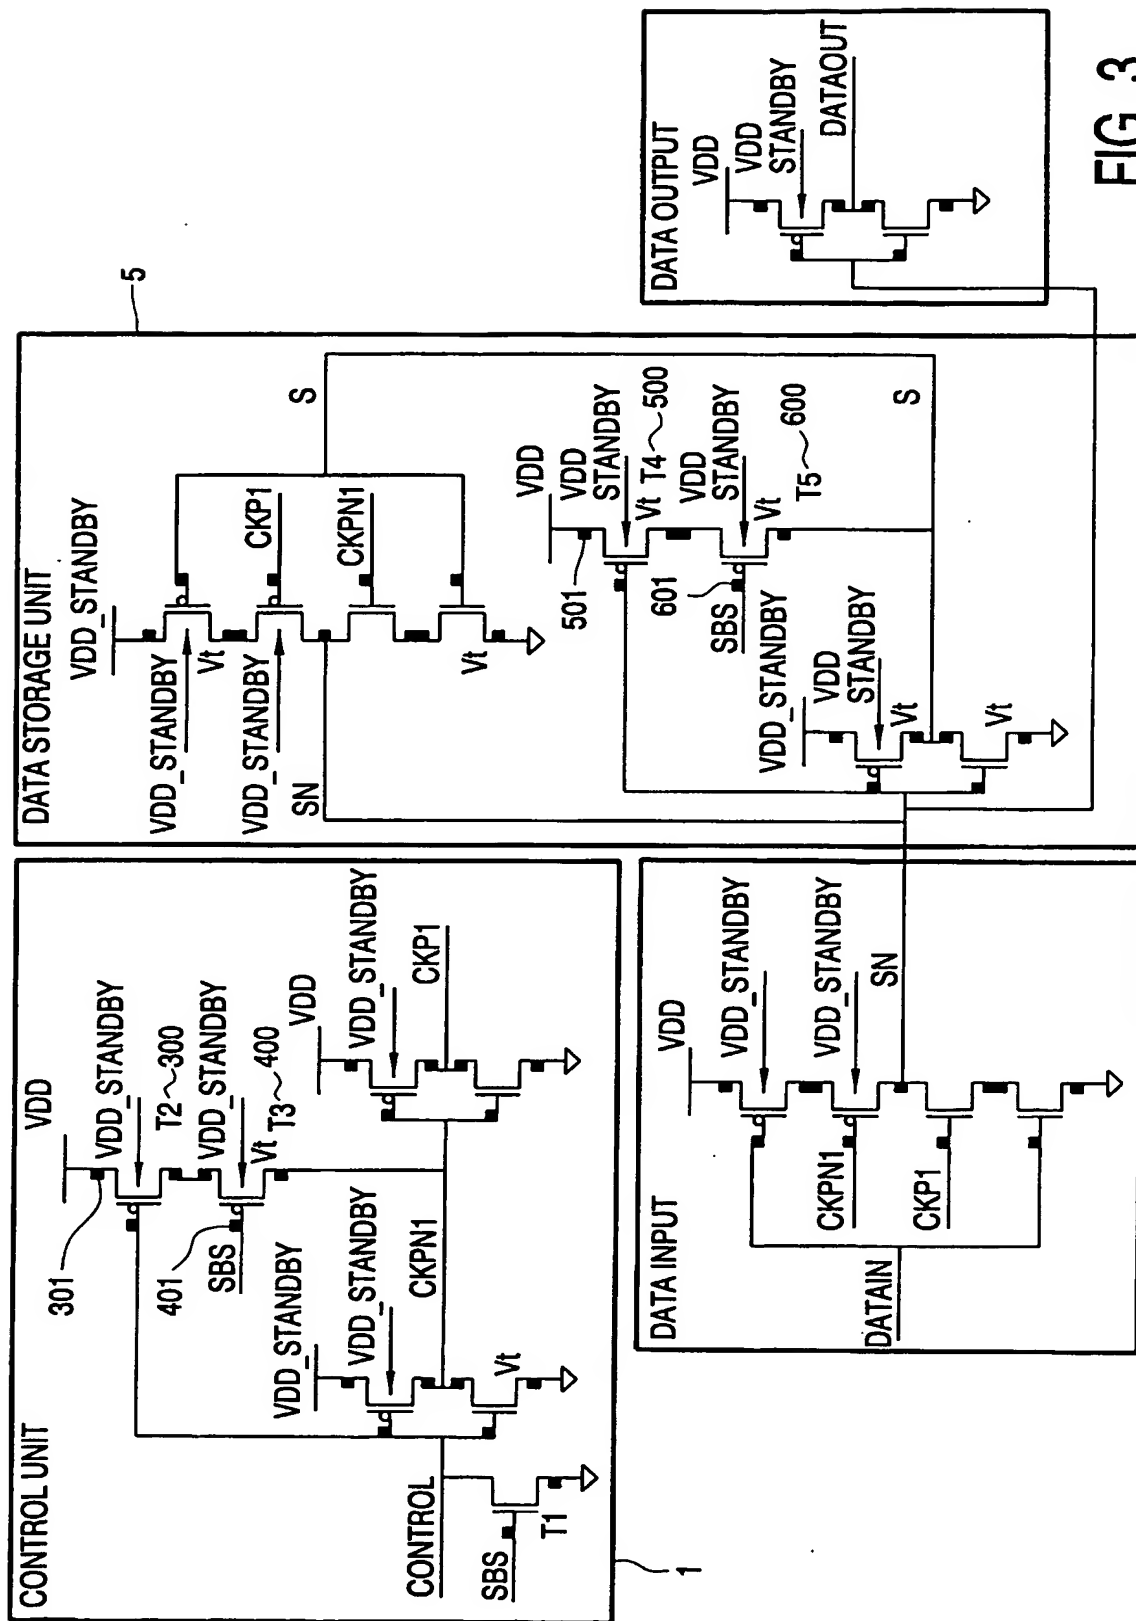 CONTROL UNIT
VDD
301
VDD_STANDBY
T2~300
401
VDD_STANDBY
SBS
Vt
T3~400
VDD_STANDBY
VDD
VDD_STANDBY
VDD_STANDBY
CKP1
CONTROL
CKPN1
Vt
SBS
T1
1
DATA STORAGE UNIT
5
VDD_STANDBY
VDD_STANDBY
Vt
VDD_STANDBY
CKP1
SN
CKPN1
Vt
S
VDD
501
VDD
STANDBY
Vt
T4~500
601
VDD
STANDBY
SBS
Vt
T5~600
VDD_STANDBY
VDD
STANDBY
Vt
Vt
S
DATA INPUT
VDD
VDD_STANDBY
VDD_STANDBY
CKPN1
SN
CKP1
DATAIN
DATA OUTPUT
VDD
VDD
STANDBY
DATAOUT
FIG. 3